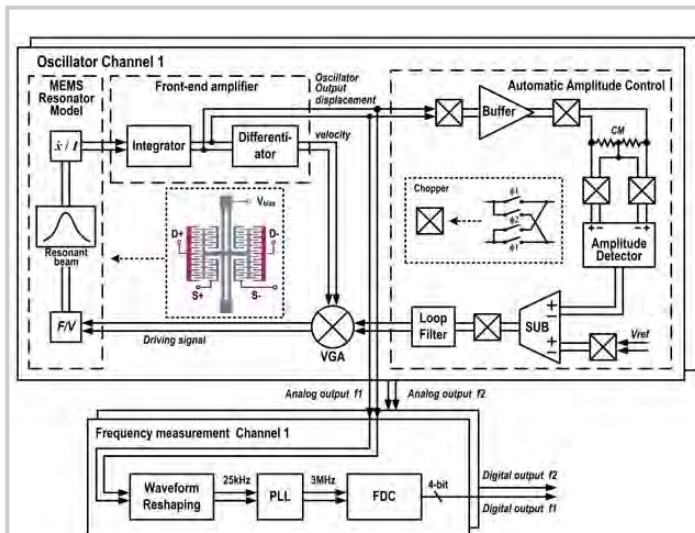 Oscillator Channel 1
MEMS
Resonator
Model
Front-end amplifier
Oscillator
Output
displacement
Automatic Amplitude Control
Integrator
Differenti-
ator
velocity
Buffer
CM
Resonant
beam
V_bias
D+
D-
S+
S-
Chopper
ϕ1
ϕ2
ϕ1
Amplitude
Detector
F/V
Driving signal
VGA
Loop
Filter
SUB
Vref
Analog output f1
Analog output f2
Frequency measurement Channel 1
Waveform
Reshaping
25kHz
PLL
3MHz
FDC
4-bit
Digital output f2
Digital output f1